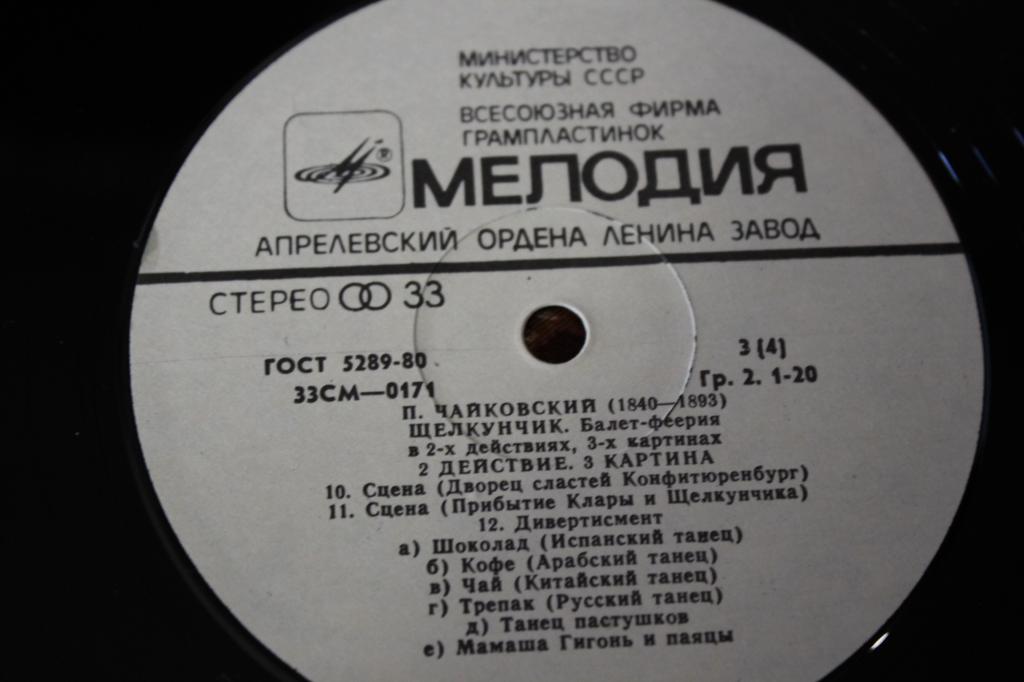 МИНИСТЕРСТВО
КУЛЬТУРЫ СССР
ВСЕСОЮЗНАЯ ФИРМА
ГРАМПЛАСТИНОК
МЕЛОДИЯ
АПРЕЛЕВСКИЙ ОРДЕНА ЛЕНИНА ЗАВОД
СТЕРЕО 33
ГОСТ 5289-80
3 (4)
33СМ—0171
Гр. 2. 1-20
П. ЧАЙКОВСКИЙ (1840—1893)
ЩЕЛКУНЧИК. Балет-феерия
в 2-х действиях, 3-х картинах
2 ДЕЙСТВИЕ. 3 КАРТИНА
10. Сцена (Дворец сластей Конфитюренбург)
11. Сцена (Прибытие Клары и Щелкунчика)
12. Дивертисмент
а) Шоколад (Испанский танец)
б) Кофе (Арабский танец)
в) Чай (Китайский танец)
г) Трепак (Русский танец)
д) Танец пастушков
е) Мамаша Гигонь и паяцы